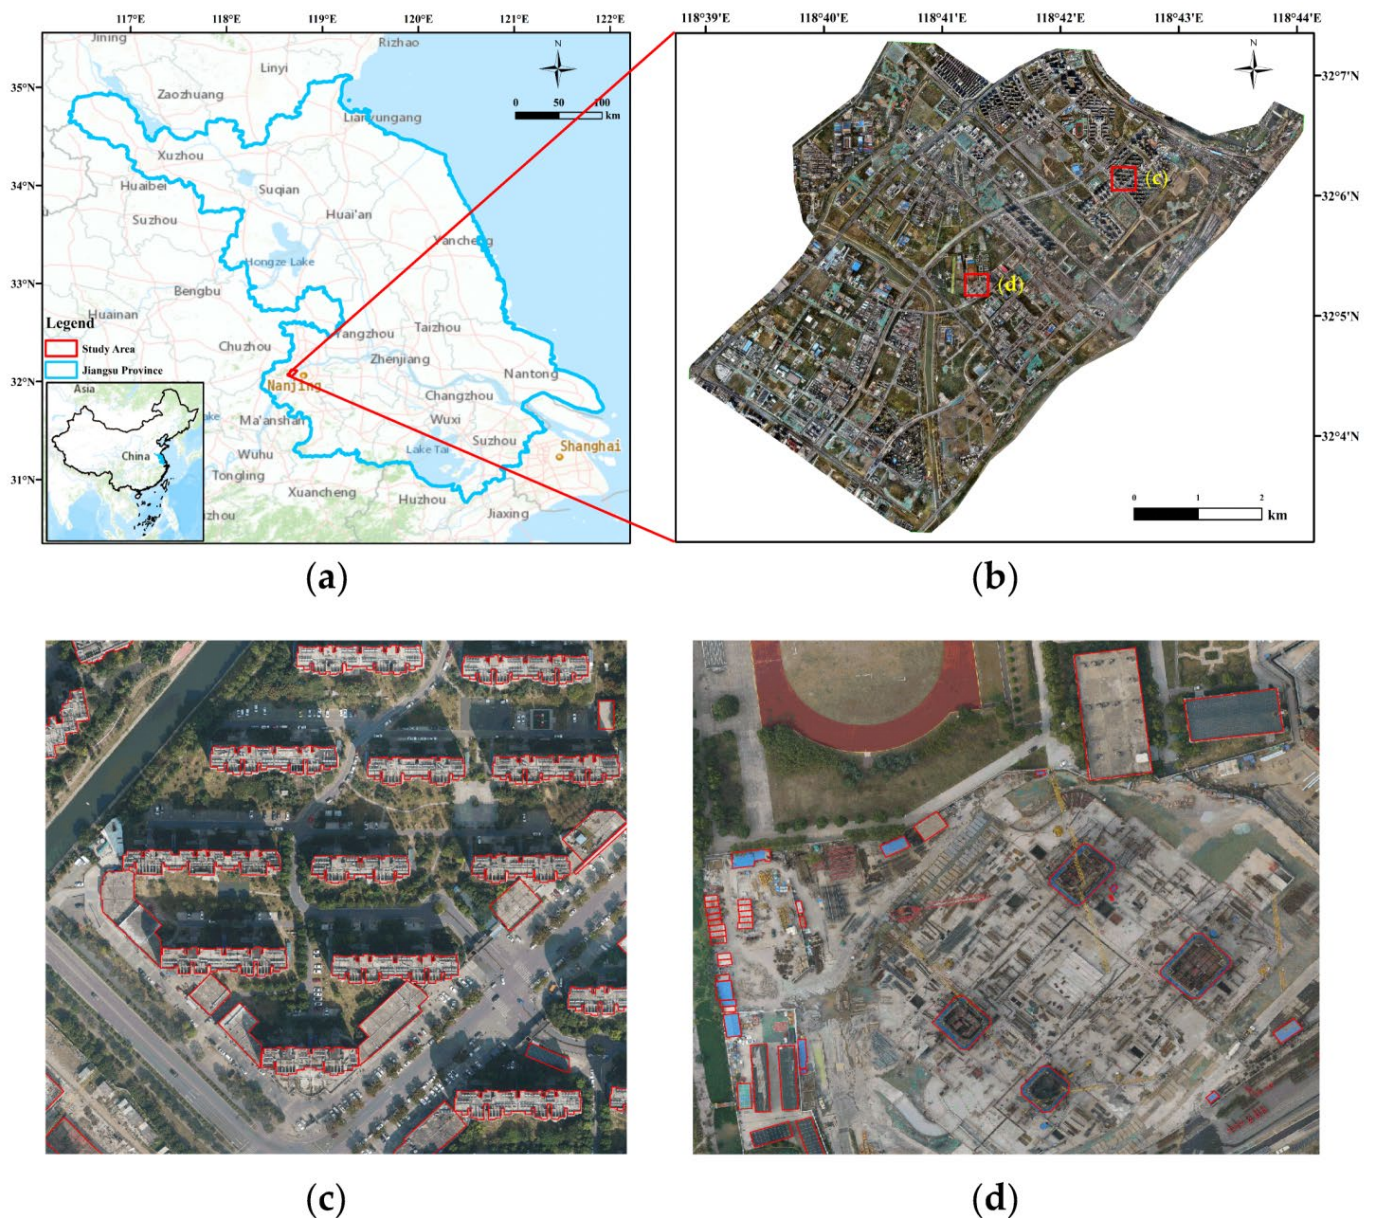 117°E 118°E 119°E 120°E 121°E 122°E
35°N
34°N
33°N
32°N
31°N
Jining
Rizhao
Linyi
Zaozhuang
N
0 50 100
km
Lianyungang
Xuzhou
Huaibei
Suqian
Suzhou
Huai'an
Yancheng
Hongze Lake
Bengbu
Huainan
Legend
Study Area
Jiangsu Province
Yangzhou
Taizhou
Chuzhou
Zhenjiang
Nanjing
Nantong
Changzhou
Ma'anshan
Wuxi
Suzhou
Shanghai
Lake Tai
Wuhu
Tongling
Xuancheng
Huzhou
Jiaxing
Asia
China
ake
izhou
(a)
118°39'E 118°40'E 118°41'E 118°42'E 118°43'E 118°44'E
N
32°7'N
32°6'N
32°5'N
32°4'N
(c)
(d)
0 1 2
km
(b)
(c)
(d)